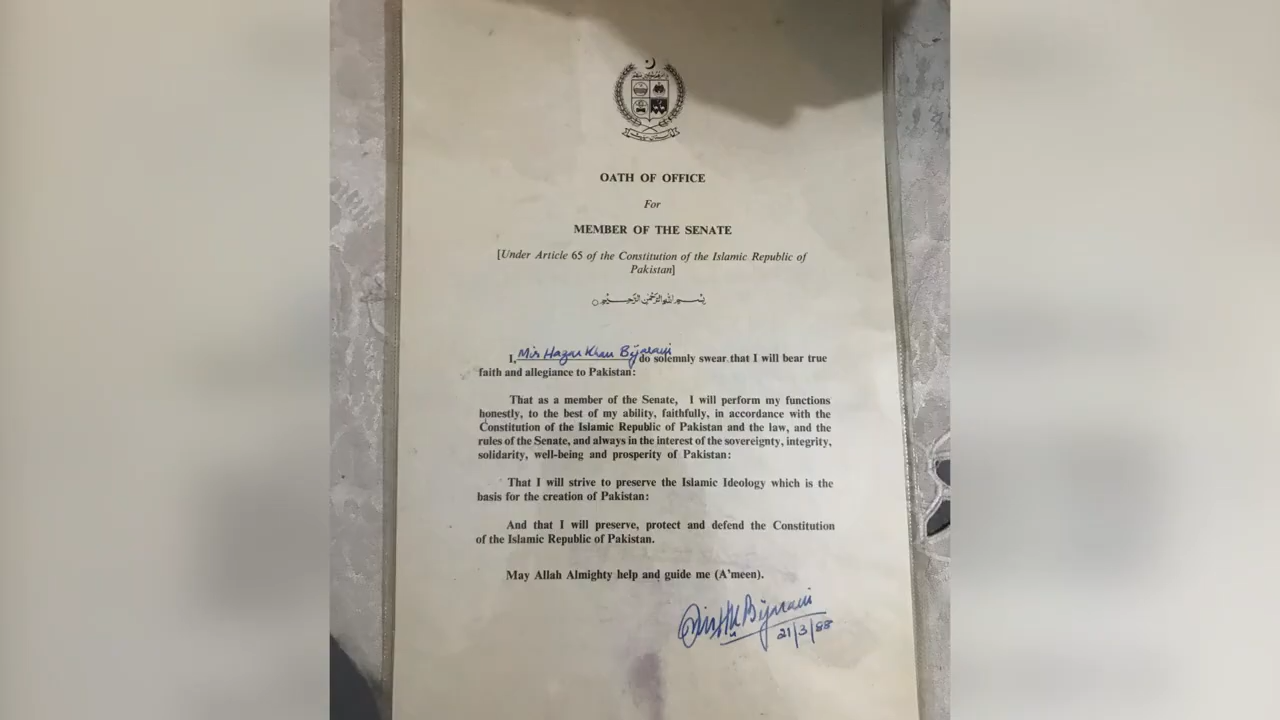 OATH OF OFFICE
For
MEMBER OF THE SENATE
[Under Article 65 of the Constitution of the Islamic Republic of
Pakistan]
بسم الله الرحمن الرحيم
I, Mir Hazar Khan Bijarani do solemnly swear that I will bear true
faith and allegiance to Pakistan:
That as a member of the Senate, I will perform my functions
honestly, to the best of my ability, faithfully, in accordance with the
Constitution of the Islamic Republic of Pakistan and the law, and the
rules of the Senate, and always in the interest of the sovereignty, integrity,
solidarity, well-being and prosperity of Pakistan:
That I will strive to preserve the Islamic Ideology which is the
basis for the creation of Pakistan:
And that I will preserve, protect and defend the Constitution
of the Islamic Republic of Pakistan.
May Allah Almighty help and guide me (A'meen).
Bijarani
21/3/88